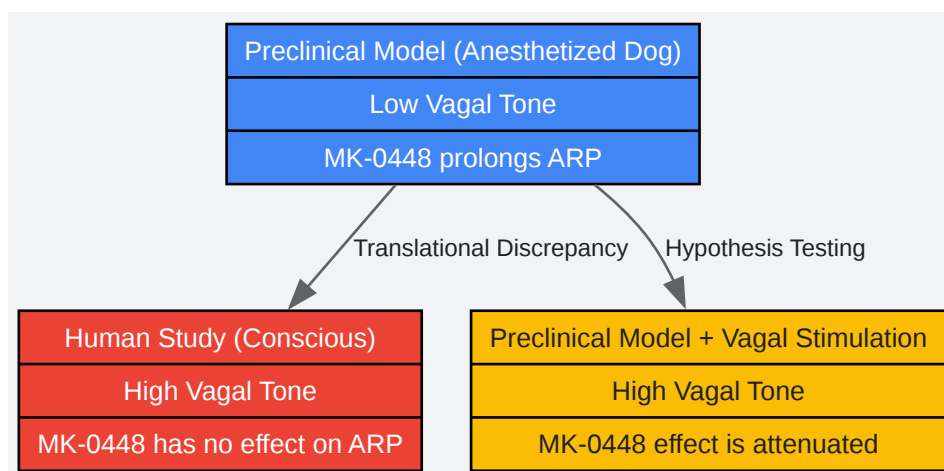 Preclinical Model (Anesthetized Dog)
Low Vagal Tone
MK-0448 prolongs ARP
Translational Discrepancy
Hypothesis Testing
Human Study (Conscious)
High Vagal Tone
MK-0448 has no effect on ARP
Preclinical Model + Vagal Stimulation
High Vagal Tone
MK-0448 effect is attenuated